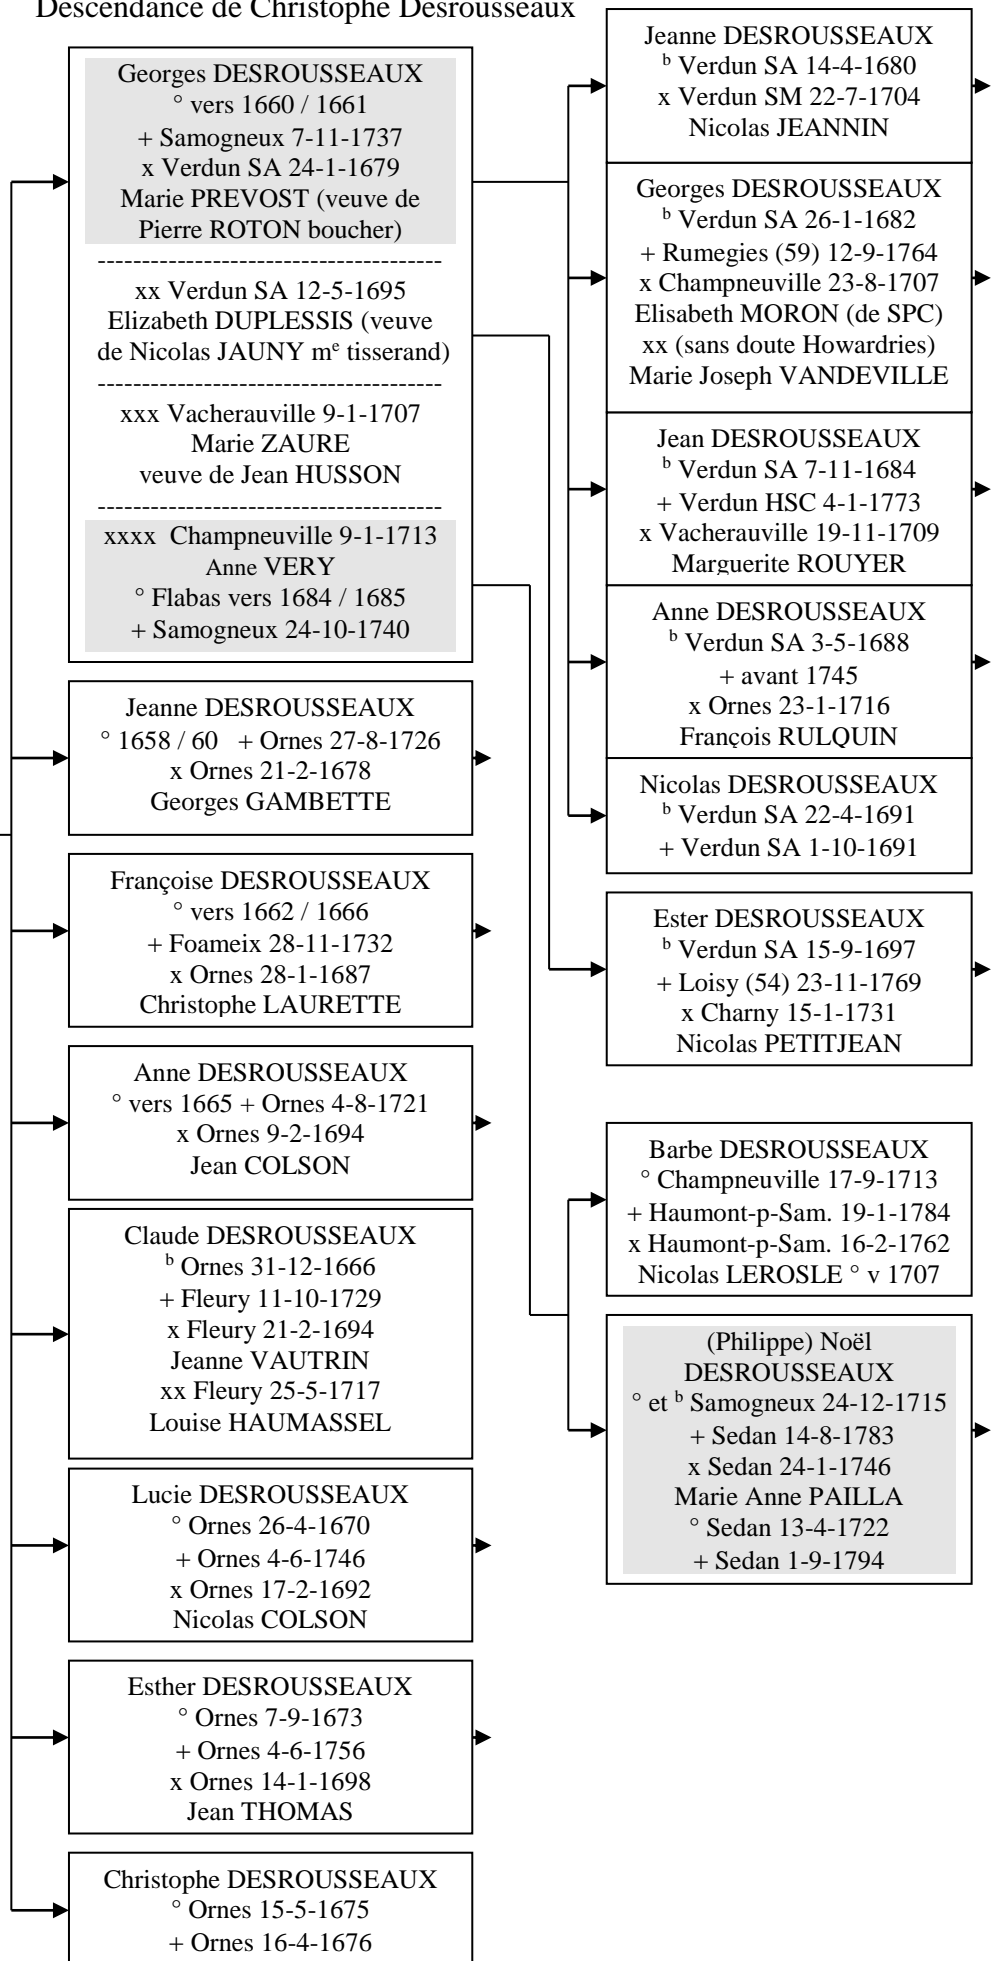 Descendance de Christophe Desrousseaux
Georges DESROUSSEAUX
° vers 1660 / 1661
+ Samogneux 7-11-1737
x Verdun SA 24-1-1679
Marie PREVOST (veuve de
Pierre ROTON boucher)
---------------------------------------
xx Verdun SA 12-5-1695
Elizabeth DUPLESSIS (veuve
de Nicolas JAUNY mᵉ tisserand)
---------------------------------------
xxx Vacherauville 9-1-1707
Marie ZAURE
veuve de Jean HUSSON
---------------------------------------
xxxx Champneuville 9-1-1713
Anne VERY
° Flabas vers 1684 / 1685
+ Samogneux 24-10-1740
Jeanne DESROUSSEAUX
° 1658 / 60 + Ornes 27-8-1726
x Ornes 21-2-1678
Georges GAMBETTE
Françoise DESROUSSEAUX
° vers 1662 / 1666
+ Foameix 28-11-1732
x Ornes 28-1-1687
Christophe LAURETTE
Anne DESROUSSEAUX
° vers 1665 + Ornes 4-8-1721
x Ornes 9-2-1694
Jean COLSON
Claude DESROUSSEAUX
ᵇ Ornes 31-12-1666
+ Fleury 11-10-1729
x Fleury 21-2-1694
Jeanne VAUTRIN
xx Fleury 25-5-1717
Louise HAUMASSEL
Lucie DESROUSSEAUX
° Ornes 26-4-1670
+ Ornes 4-6-1746
x Ornes 17-2-1692
Nicolas COLSON
Esther DESROUSSEAUX
° Ornes 7-9-1673
+ Ornes 4-6-1756
x Ornes 14-1-1698
Jean THOMAS
Christophe DESROUSSEAUX
° Ornes 15-5-1675
+ Ornes 16-4-1676
Jeanne DESROUSSEAUX
ᵇ Verdun SA 14-4-1680
x Verdun SM 22-7-1704
Nicolas JEANNIN
Georges DESROUSSEAUX
ᵇ Verdun SA 26-1-1682
+ Rumegies (59) 12-9-1764
x Champneuville 23-8-1707
Elisabeth MORON (de SPC)
xx (sans doute Howardries)
Marie Joseph VANDEVILLE
Jean DESROUSSEAUX
ᵇ Verdun SA 7-11-1684
+ Verdun HSC 4-1-1773
x Vacherauville 19-11-1709
Marguerite ROUYER
Anne DESROUSSEAUX
ᵇ Verdun SA 3-5-1688
+ avant 1745
x Ornes 23-1-1716
François RULQUIN
Nicolas DESROUSSEAUX
ᵇ Verdun SA 22-4-1691
+ Verdun SA 1-10-1691
Ester DESROUSSEAUX
ᵇ Verdun SA 15-9-1697
+ Loisy (54) 23-11-1769
x Charny 15-1-1731
Nicolas PETITJEAN
Barbe DESROUSSEAUX
° Champneuville 17-9-1713
+ Haumont-p-Sam. 19-1-1784
x Haumont-p-Sam. 16-2-1762
Nicolas LEROSLE ° v 1707
(Philippe) Noël
DESROUSSEAUX
° et ᵇ Samogneux 24-12-1715
+ Sedan 14-8-1783
x Sedan 24-1-1746
Marie Anne PAILLA
° Sedan 13-4-1722
+ Sedan 1-9-1794